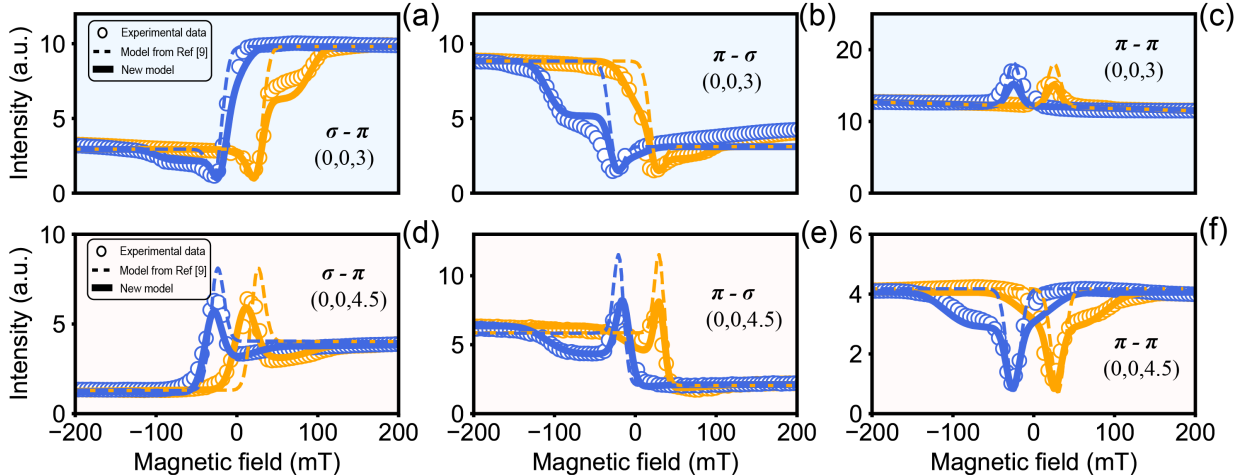 (a)
Intensity (a.u.)
10
5
0
Experimental data
Model from Ref [9]
New model
σ - π
(0,0,3)
(b)
10
5
0
π - σ
(0,0,3)
(c)
20
10
0
π - π
(0,0,3)
(d)
Intensity (a.u.)
10
5
0
Experimental data
Model from Ref [9]
New model
σ - π
(0,0,4.5)
−200
−100
0
100
200
Magnetic field (mT)
(e)
10
5
0
π - σ
(0,0,4.5)
−200
−100
0
100
200
Magnetic field (mT)
(f)
6
4
2
0
π - π
(0,0,4.5)
−200
−100
0
100
200
Magnetic field (mT)